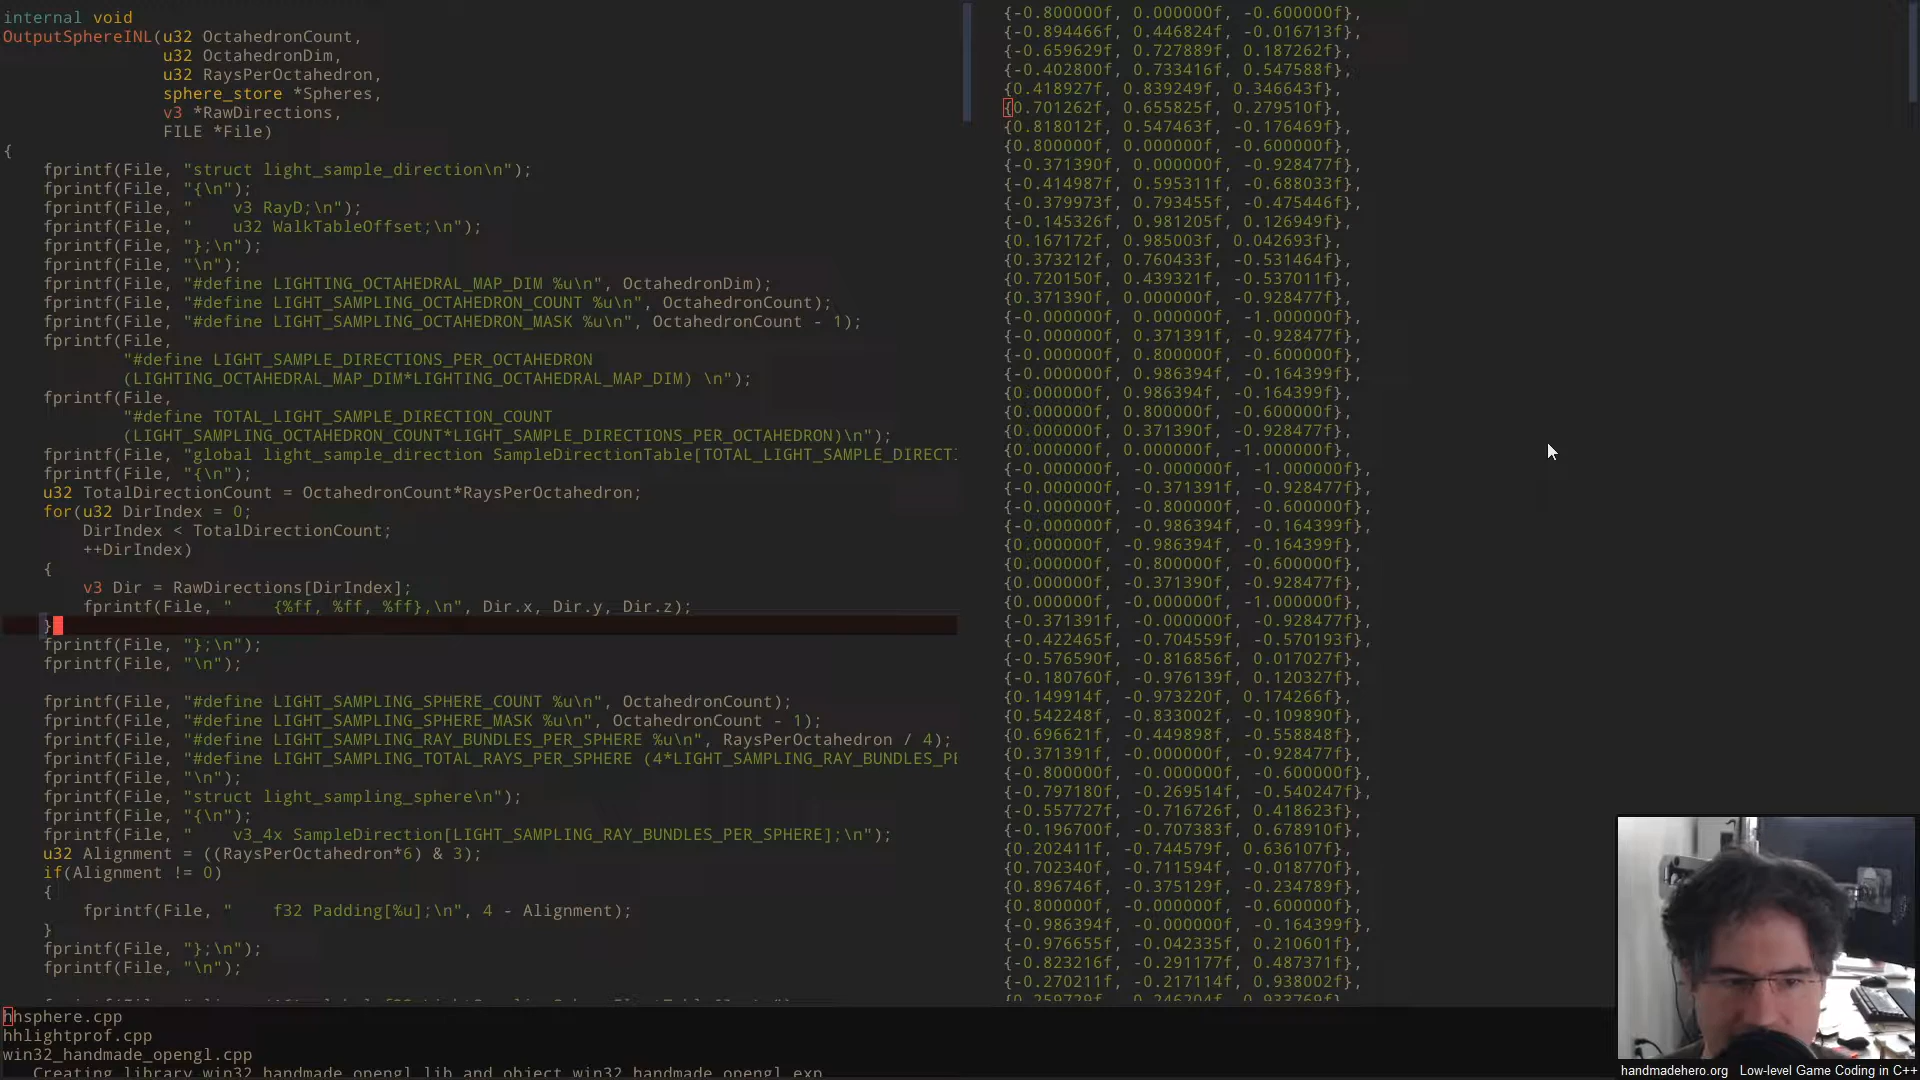 internal void
OutputSphereINL(u32 OctahedronCount,
u32 OctahedronDim,
u32 RaysPerOctahedron,
sphere_store *Spheres,
v3 *RawDirections,
FILE *File)
{
fprintf(File, "struct light_sample_direction\n");
fprintf(File, "{\n");
fprintf(File, "    v3 RayD;\n");
fprintf(File, "    u32 WalkTableOffset;\n");
fprintf(File, "};\n");
fprintf(File, "\n");
fprintf(File, "#define LIGHTING_OCTAHEDRAL_MAP_DIM %u\n", OctahedronDim);
fprintf(File, "#define LIGHT_SAMPLING_OCTAHEDRON_COUNT %u\n", OctahedronCount);
fprintf(File, "#define LIGHT_SAMPLING_OCTAHEDRON_MASK %u\n", OctahedronCount - 1);
fprintf(File,
"#define LIGHT_SAMPLE_DIRECTIONS_PER_OCTAHEDRON
(LIGHTING_OCTAHEDRAL_MAP_DIM*LIGHTING_OCTAHEDRAL_MAP_DIM) \n");
fprintf(File,
"#define TOTAL_LIGHT_SAMPLE_DIRECTION_COUNT
(LIGHT_SAMPLING_OCTAHEDRON_COUNT*LIGHT_SAMPLE_DIRECTIONS_PER_OCTAHEDRON)\n");
fprintf(File, "global light_sample_direction SampleDirectionTable[TOTAL_LIGHT_SAMPLE_DIRECTI
fprintf(File, "{\n");
u32 TotalDirectionCount = OctahedronCount*RaysPerOctahedron;
for(u32 DirIndex = 0;
DirIndex < TotalDirectionCount;
++DirIndex)
{
v3 Dir = RawDirections[DirIndex];
fprintf(File, "    {%ff, %ff, %ff},\n", Dir.x, Dir.y, Dir.z);
}
fprintf(File, "};\n");
fprintf(File, "\n");
fprintf(File, "#define LIGHT_SAMPLING_SPHERE_COUNT %u\n", OctahedronCount);
fprintf(File, "#define LIGHT_SAMPLING_SPHERE_MASK %u\n", OctahedronCount - 1);
fprintf(File, "#define LIGHT_SAMPLING_RAY_BUNDLES_PER_SPHERE %u\n", RaysPerOctahedron / 4);
fprintf(File, "#define LIGHT_SAMPLING_TOTAL_RAYS_PER_SPHERE (4*LIGHT_SAMPLING_RAY_BUNDLES_PE
fprintf(File, "\n");
fprintf(File, "struct light_sampling_sphere\n");
fprintf(File, "{\n");
fprintf(File, "    v3_4x SampleDirection[LIGHT_SAMPLING_RAY_BUNDLES_PER_SPHERE];\n");
u32 Alignment = ((RaysPerOctahedron*6) & 3);
if(Alignment != 0)
{
fprintf(File, "    f32 Padding[%u];\n", 4 - Alignment);
}
fprintf(File, "};\n");
fprintf(File, "\n");
{-0.800000f, 0.000000f, -0.600000f},
{-0.894466f, 0.446824f, -0.016713f},
{-0.659629f, 0.727889f, 0.187262f},
{-0.402800f, 0.733416f, 0.547588f},
{0.418927f, 0.839249f, 0.346643f},
{0.701262f, 0.655825f, 0.279510f},
{0.818012f, 0.547463f, -0.176469f},
{0.800000f, 0.000000f, -0.600000f},
{-0.371390f, 0.000000f, -0.928477f},
{-0.414987f, 0.595311f, -0.688033f},
{-0.379973f, 0.793455f, -0.475446f},
{-0.145326f, 0.981205f, 0.126949f},
{0.167172f, 0.985003f, 0.042693f},
{0.373212f, 0.760433f, -0.531464f},
{0.720150f, 0.439321f, -0.537011f},
{0.371390f, 0.000000f, -0.928477f},
{-0.000000f, 0.000000f, -1.000000f},
{-0.000000f, 0.371391f, -0.928477f},
{-0.000000f, 0.800000f, -0.600000f},
{-0.000000f, 0.986394f, -0.164399f},
{0.000000f, 0.986394f, -0.164399f},
{0.000000f, 0.800000f, -0.600000f},
{0.000000f, 0.371390f, -0.928477f},
{0.000000f, 0.000000f, -1.000000f},
{-0.000000f, -0.000000f, -1.000000f},
{-0.000000f, -0.371391f, -0.928477f},
{-0.000000f, -0.800000f, -0.600000f},
{-0.000000f, -0.986394f, -0.164399f},
{0.000000f, -0.986394f, -0.164399f},
{0.000000f, -0.800000f, -0.600000f},
{0.000000f, -0.371390f, -0.928477f},
{0.000000f, -0.000000f, -1.000000f},
{-0.371391f, -0.000000f, -0.928477f},
{-0.422465f, -0.704559f, -0.570193f},
{-0.576590f, -0.816856f, 0.017027f},
{-0.180760f, -0.976139f, 0.120327f},
{0.149914f, -0.973220f, 0.174266f},
{0.542248f, -0.833002f, -0.109890f},
{0.696621f, -0.449898f, -0.558848f},
{0.371391f, -0.000000f, -0.928477f},
{-0.800000f, -0.000000f, -0.600000f},
{-0.797180f, -0.269514f, -0.540247f},
{-0.557727f, -0.716726f, 0.418623f},
{-0.196700f, -0.707383f, 0.678910f},
{0.202411f, -0.744579f, 0.636107f},
{0.702340f, -0.711594f, -0.018770f},
{0.896746f, -0.375129f, -0.234789f},
{0.800000f, -0.000000f, -0.600000f},
{-0.986394f, -0.000000f, -0.164399f},
{-0.976655f, -0.042335f, 0.210601f},
{-0.823216f, -0.291177f, 0.487371f},
{-0.270211f, -0.217114f, 0.938002f},
{0.259729f, -0.246204f, 0.933769f},
hhsphere.cpp
hhlightprof.cpp
win32_handmade_opengl.cpp
Creating library win32_handmade_opengl.lib and object win32_handmade_opengl.exp
handmadehero.org   Low-level Game Coding in C++